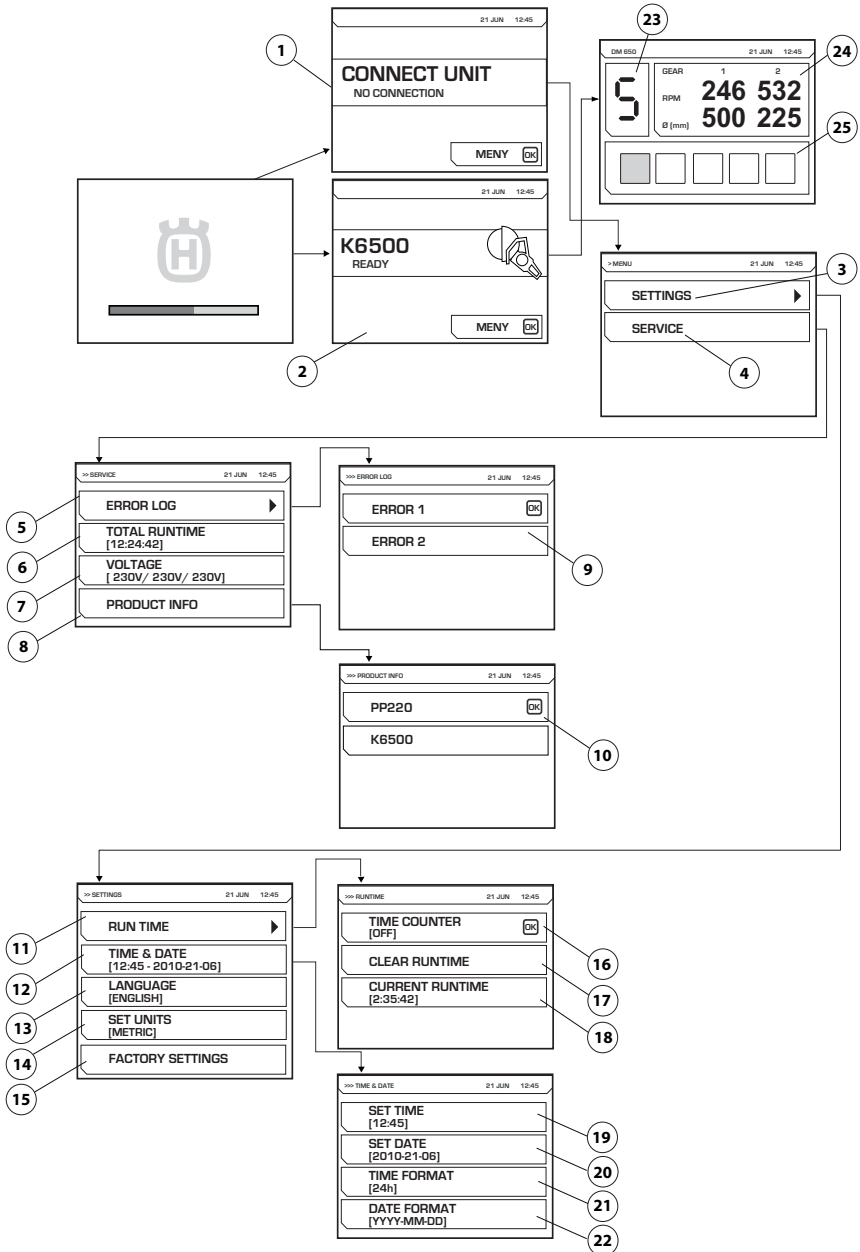 21 JUN 12:45
1
CONNECT UNIT
NO CONNECTION
MENY OK
23
DM 650 21 JUN 12:45
24
S
GEAR 1 2
RPM 246 532
Ø (mm) 500 225
25
H
21 JUN 12:45
K6500
READY
MENY OK
2
>MENU 21 JUN 12:45
3
SETTINGS
SERVICE
4
>> SERVICE 21 JUN 12:45
ERROR LOG
5
TOTAL RUNTIME
[12:24:42]
6
VOLTAGE
[ 230V/ 230V/ 230V]
7
PRODUCT INFO
8
>>> ERROR LOG 21 JUN 12:45
ERROR 1 OK
ERROR 2
9
>>> PRODUCT INFO 21 JUN 12:45
PP220 OK
K6500
10
>> SETTINGS 21 JUN 12:45
RUN TIME
11
TIME & DATE
[12:45 - 2010-21-06]
12
LANGUAGE
[ENGLISH]
13
SET UNITS
[METRIC]
14
FACTORY SETTINGS
15
>>> RUNTIME 21 JUN 12:45
TIME COUNTER
[OFF]
OK
16
CLEAR RUNTIME
17
CURRENT RUNTIME
[2:35:42]
18
>>> TIME & DATE 21 JUN 12:45
SET TIME
[12:45]
19
SET DATE
[2010-21-06]
20
TIME FORMAT
[24h]
21
DATE FORMAT
[YYYY-MM-DD]
22